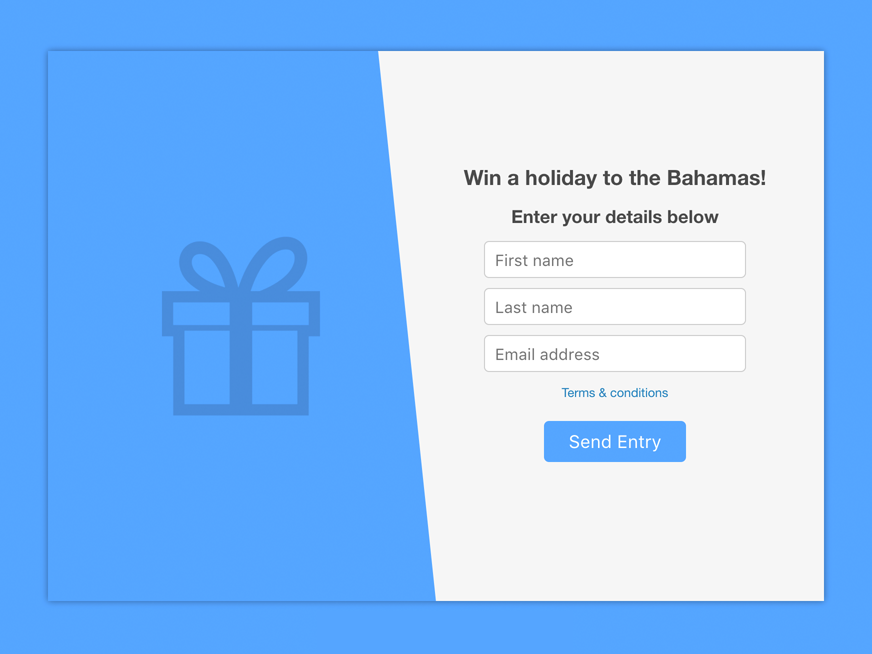 Win a holiday to the Bahamas!
Enter your details below
First name
Last name
Email address
Terms & conditions
Send Entry